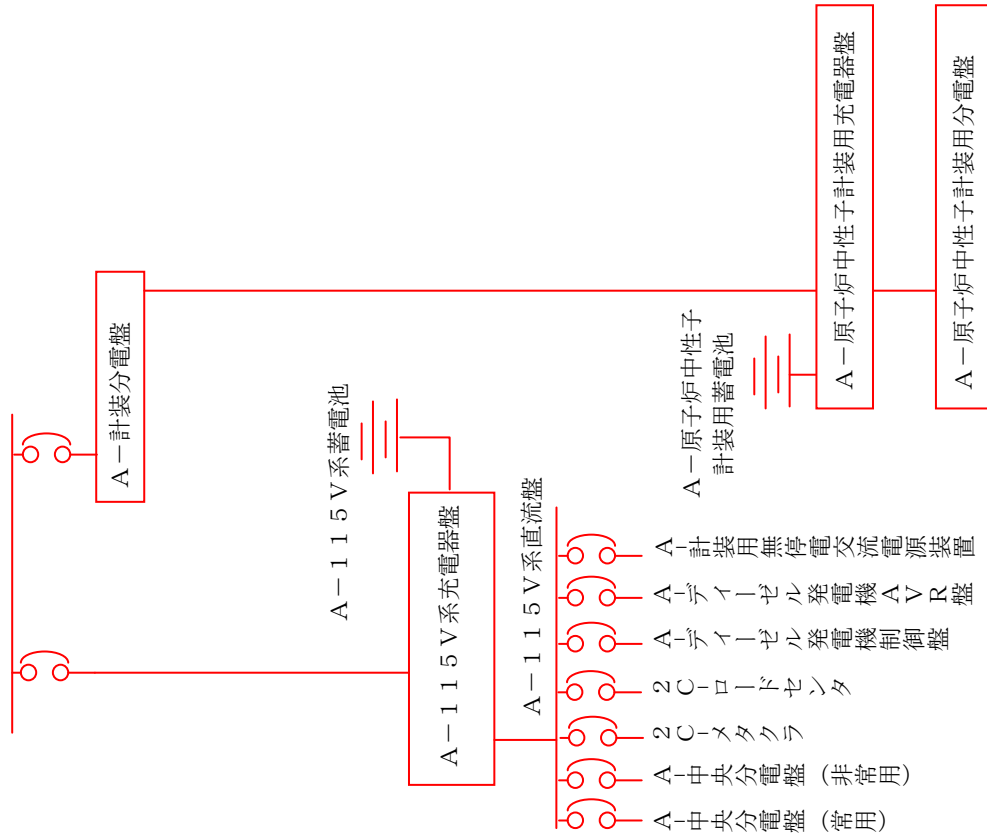 A－計装分電盤
A－115V系蓄電池
A－115V系充電器盤
A－115V系直流盤
A－原子炉中性子
計装用蓄電池
A－原子炉中性子計装用充電器盤
A－原子炉中性子計装用分電盤
A-中央分電盤（常用）
A-中央分電盤（非常用）
2C-メタクラ
2C-ロードセンタ
A-ディーゼル発電機制御盤
A-ディーゼル発電機AVR盤
A-計装用無停電交流電源装置